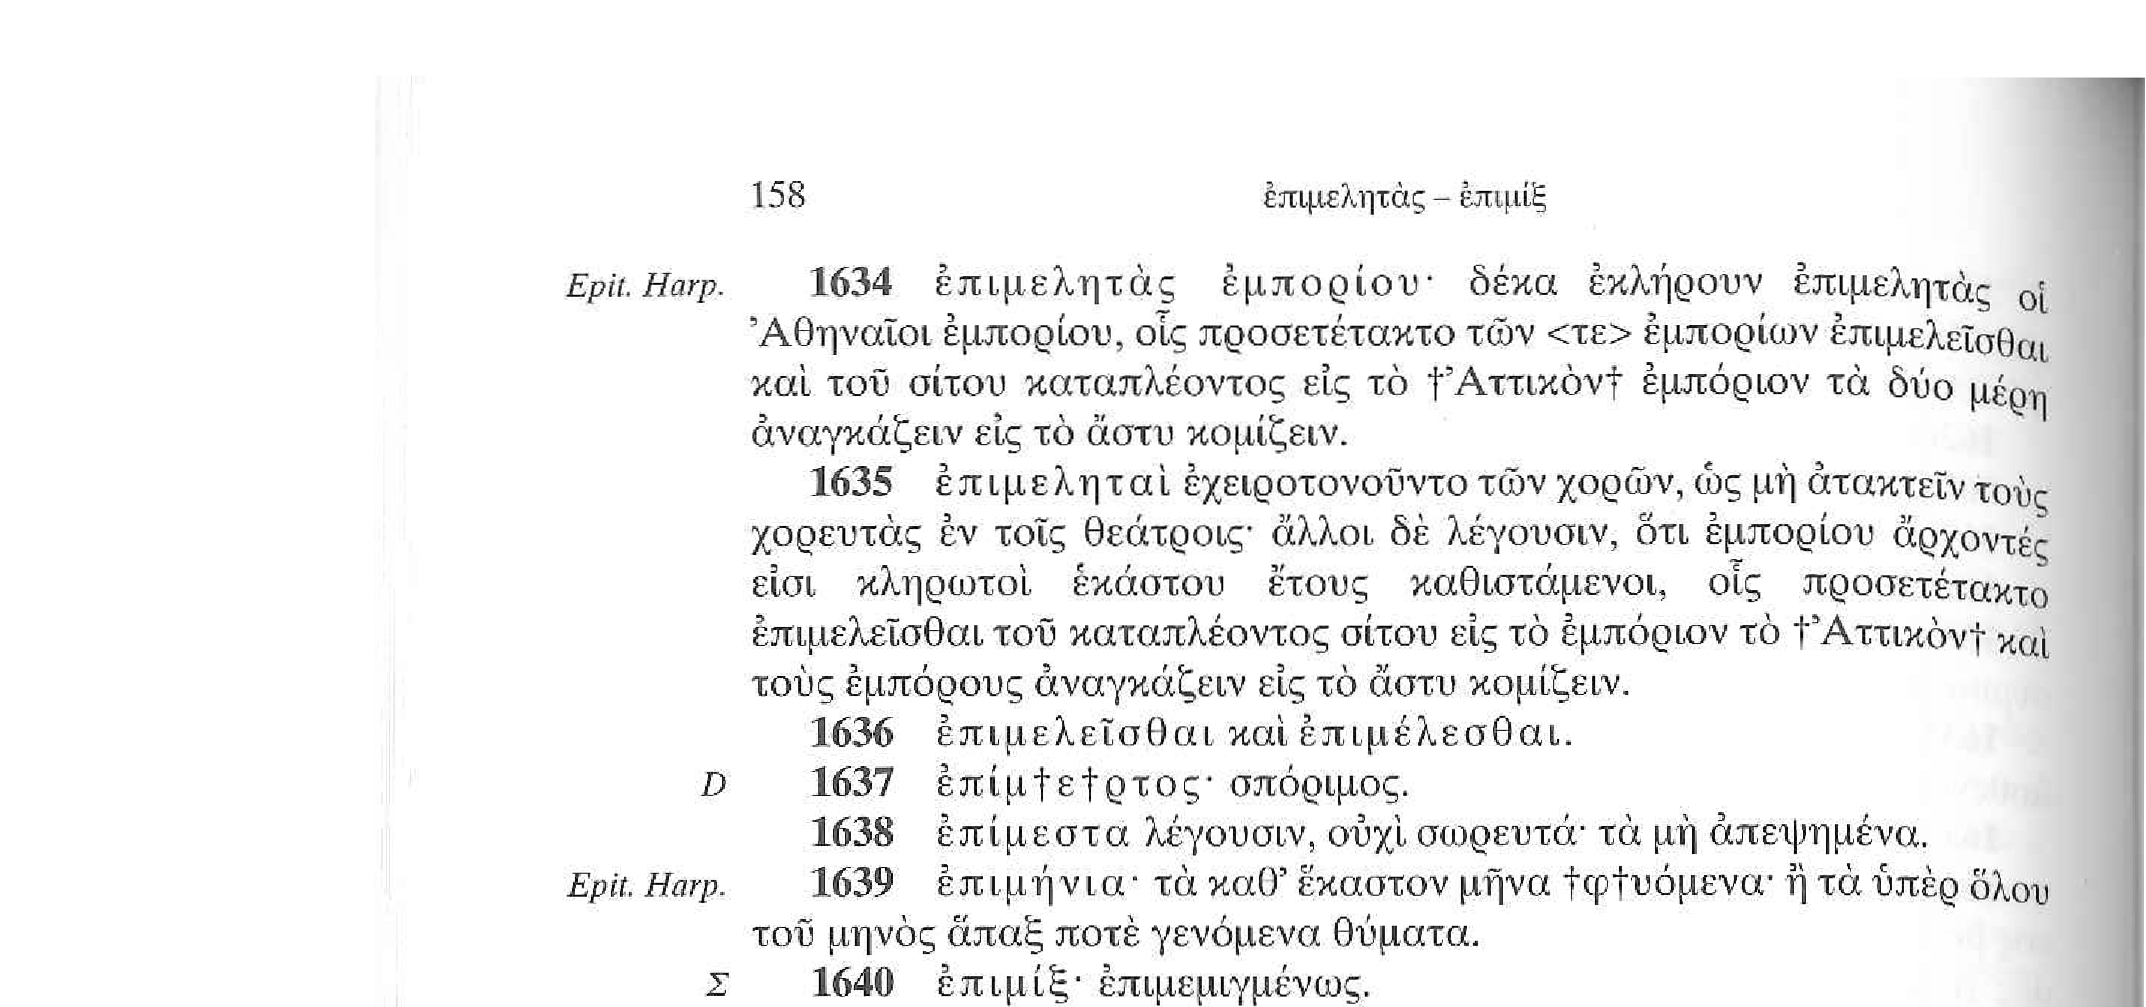 158 ἐπιμελητὰς – ἐπιμίξ
Epit. Harp. 1634 ἐπιμελητὰς ἐμπορίου· δέκα ἐκλήρουν ἐπιμελητὰς οἱ
Ἀθηναῖοι ἐμπορίου, οἷς προσετέτακτο τῶν <τε> ἐμπορίων ἐπιμελεῖσθαι
καὶ τοῦ σίτου καταπλέοντος εἰς τὸ †Ἀττικὸν† ἐμπόριον τὰ δύο μέρη
ἀναγκάζειν εἰς τὸ ἄστυ κομίζειν.
1635 ἐπιμεληταὶ ἐχειροτονοῦντο τῶν χορῶν, ὡς μὴ ἀτακτεῖν τοὺς
χορευτὰς ἐν τοῖς θεάτροις· ἄλλοι δὲ λέγουσιν, ὅτι ἐμπορίου ἄρχοντές
εἰσι κληρωτοὶ ἑκάστου ἔτους καθιστάμενοι, οἷς προσετέτακτο
ἐπιμελεῖσθαι τοῦ καταπλέοντος σίτου εἰς τὸ ἐμπόριον τὸ †Ἀττικὸν† καὶ
τοὺς ἐμπόρους ἀναγκάζειν εἰς τὸ ἄστυ κομίζειν.
1636 ἐπιμελεῖσθαι καὶ ἐπιμέλεσθαι.
D 1637 ἐπίμ†ε†ρτος· σπόριμος.
1638 ἐπίμεστα λέγουσιν, οὐχὶ σωρευτά· τὰ μὴ ἀπεψημένα.
Epit. Harp. 1639 ἐπιμήνια· τὰ καθ’ ἕκαστον μῆνα †φ†υόμενα· ἢ τὰ ὑπὲρ ὅλου
τοῦ μηνὸς ἅπαξ ποτὲ γενόμενα θύματα.
Σ 1640 ἐπιμίξ· ἐπιμεμιγμένως.